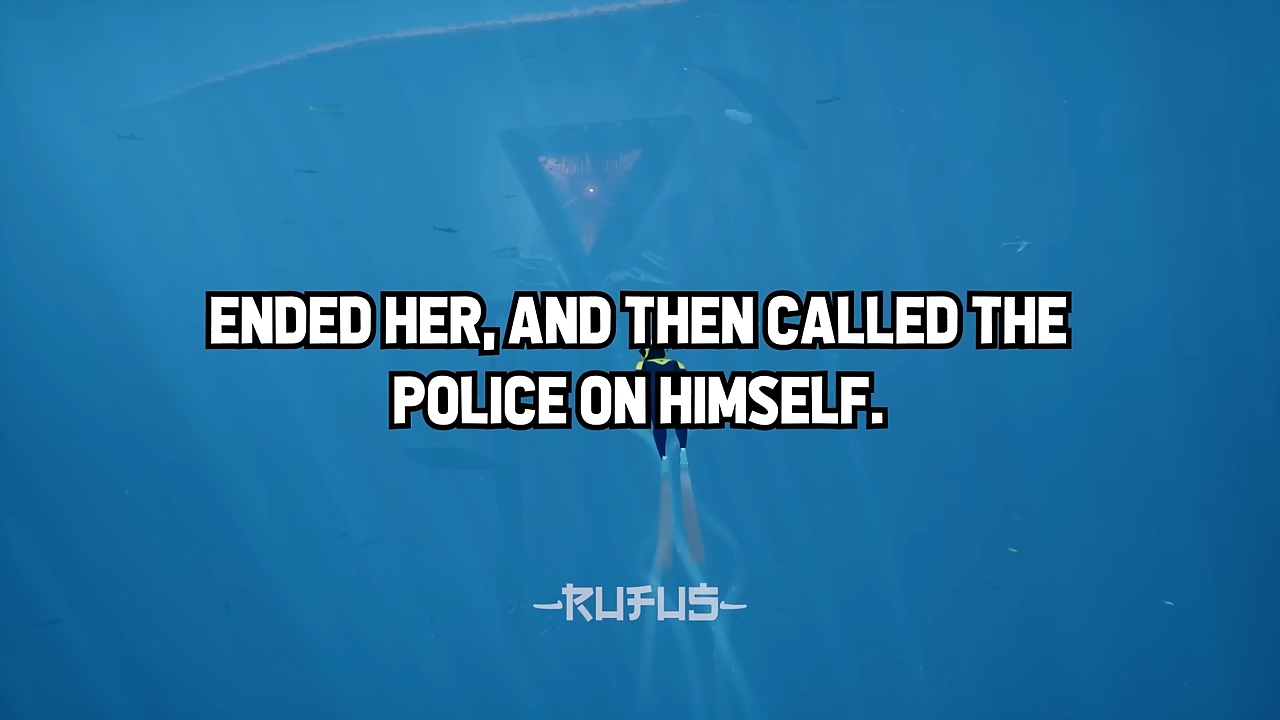 ENDED HER, AND THEN CALLED THE
POLICE ON HIMSELF.
RUFUS